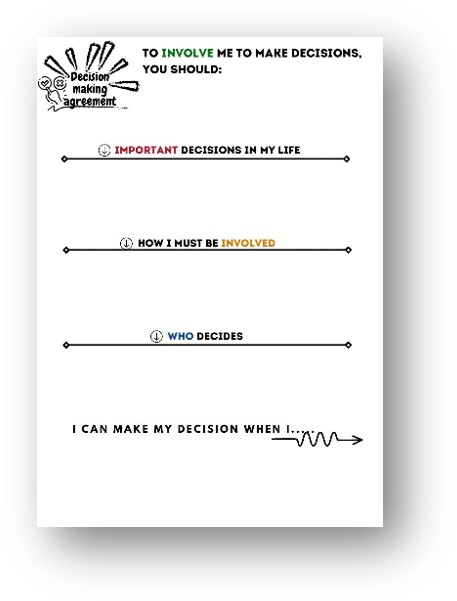 Decision
making
agreement
TO INVOLVE ME TO MAKE DECISIONS,
YOU SHOULD:
IMPORTANT DECISIONS IN MY LIFE
HOW I MUST BE INVOLVED
WHO DECIDES
I CAN MAKE MY DECISION WHEN I.....